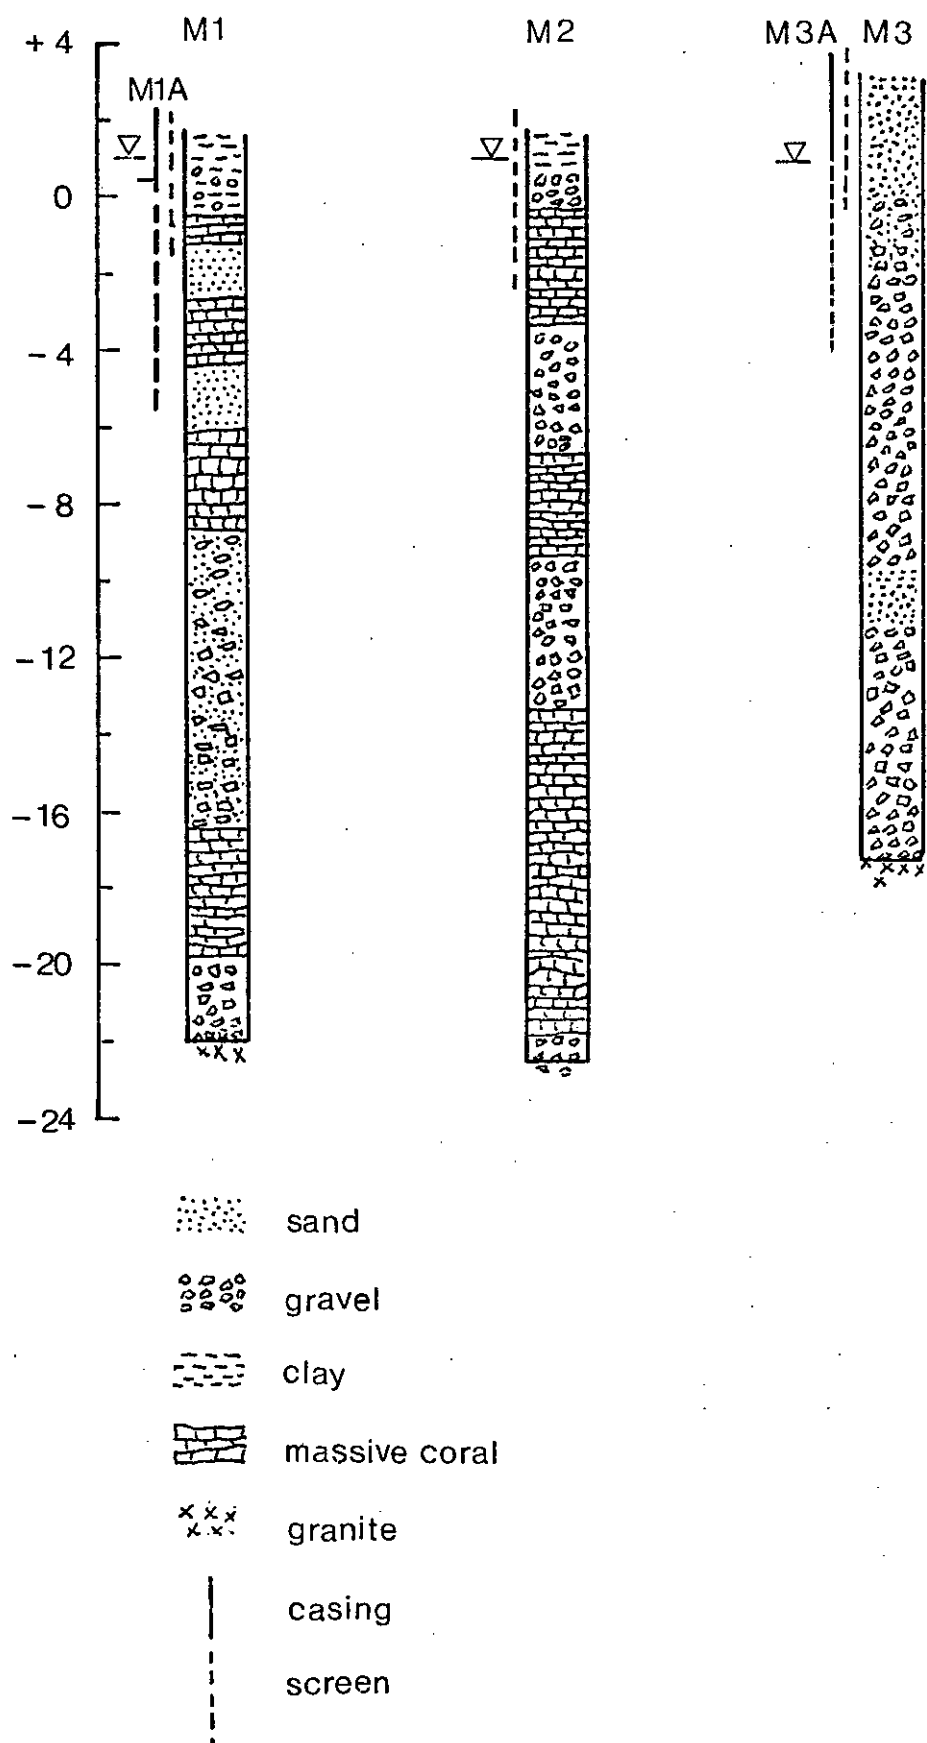 M1 M2 M3A M3
+4
M1A
0
-4
-8
-12
-16
-20
-24
sand
gravel
clay
massive coral
granite
casing
screen